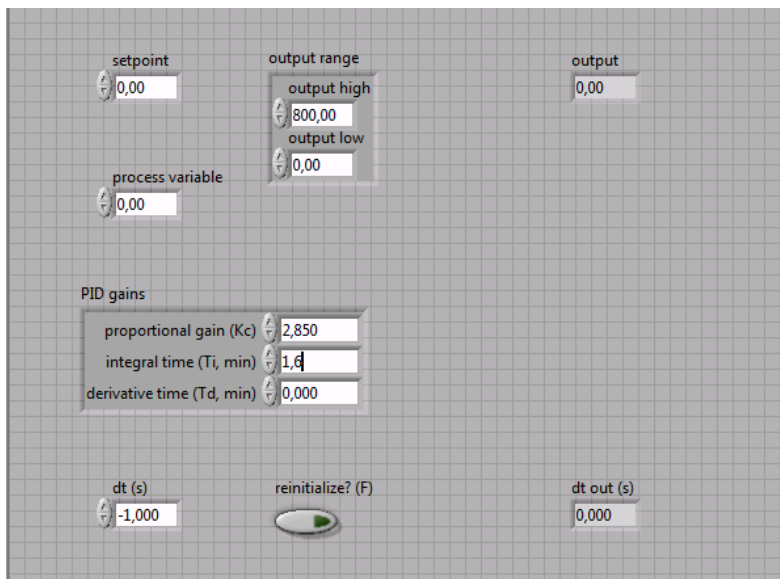 setpoint
0,00
output range
output high
800,00
output low
0,00
output
0,00
process variable
0,00
PID gains
proportional gain (Kc) 2,850
integral time (Ti, min) 1,6
derivative time (Td, min) 0,000
dt (s)
-1,000
reinitialize? (F)
dt out (s)
0,000